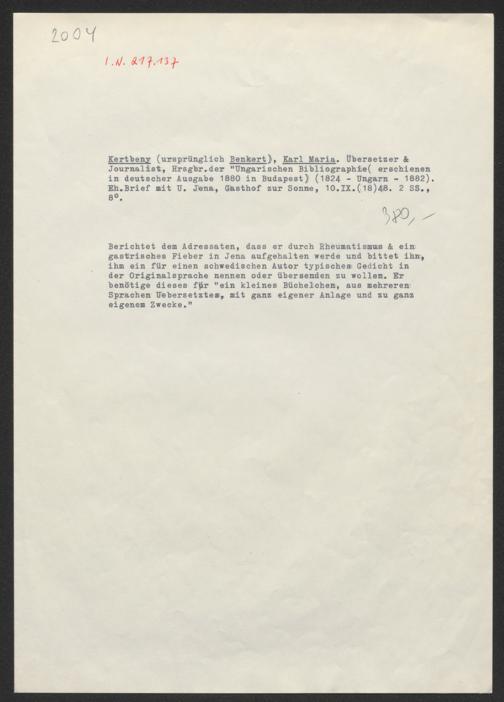 2004
I.N. 217.137
Kertbeny (ursprünglich Benkert), Karl Maria. Übersetzer &
Journalist, Hrsgbr.der "Ungarischen Bibliographie( erschienen
in deutscher Ausgabe 1880 in Budapest) (1824 - Ungarn - 1882).
Eh.Brief mit U. Jena, Gasthof zur Sonne, 10.IX.(18)48. 2 SS.,
8°.
380,-
Berichtet dem Adressaten, dass er durch Rheumatismus & ein
gastrisches Fieber in Jena aufgehalten werde und bittet ihn,
ihm ein für einen schwedischen Autor typisches Gedicht in
der Originalsprache nennen oder übersenden zu wollen. Er
benötige dieses für "ein kleines Büchelchen, aus mehreren
Sprachen Uebersetztes, mit ganz eigener Anlage und zu ganz
eigenem Zwecke."